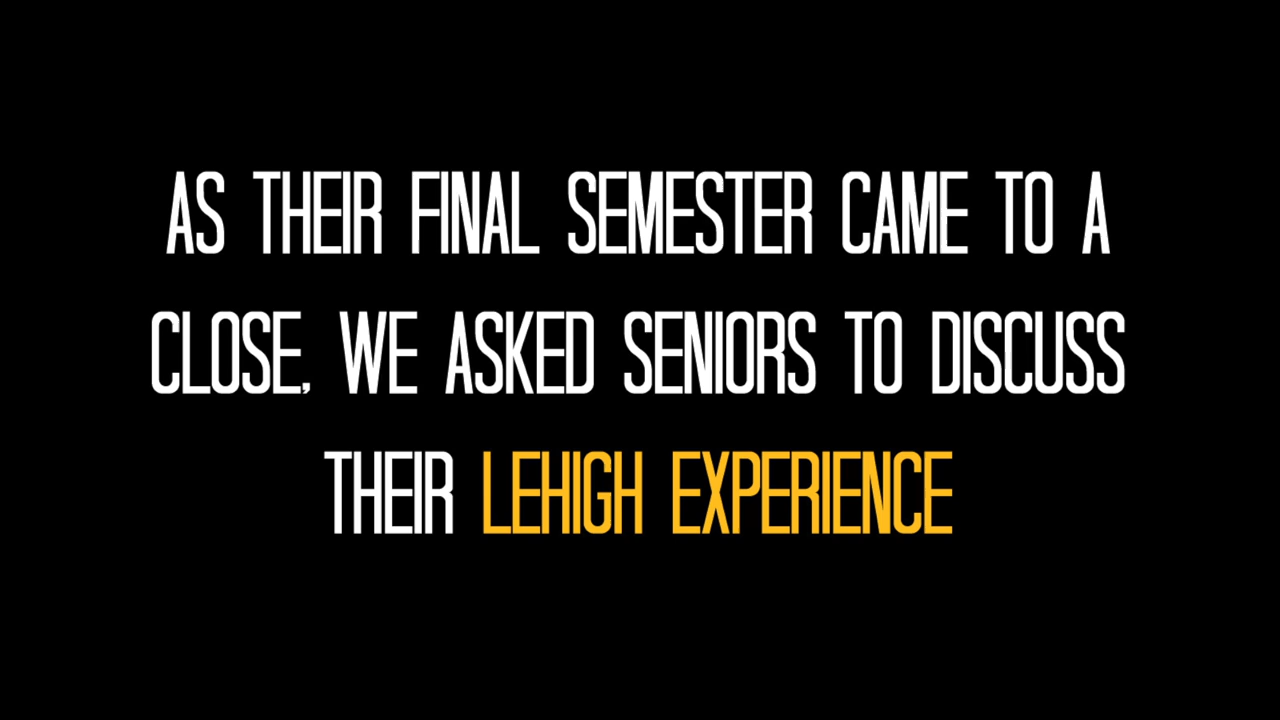 AS THEIR FINAL SEMESTER CAME TO A
CLOSE, WE ASKED SENIORS TO DISCUSS
THEIR LEHIGH EXPERIENCE